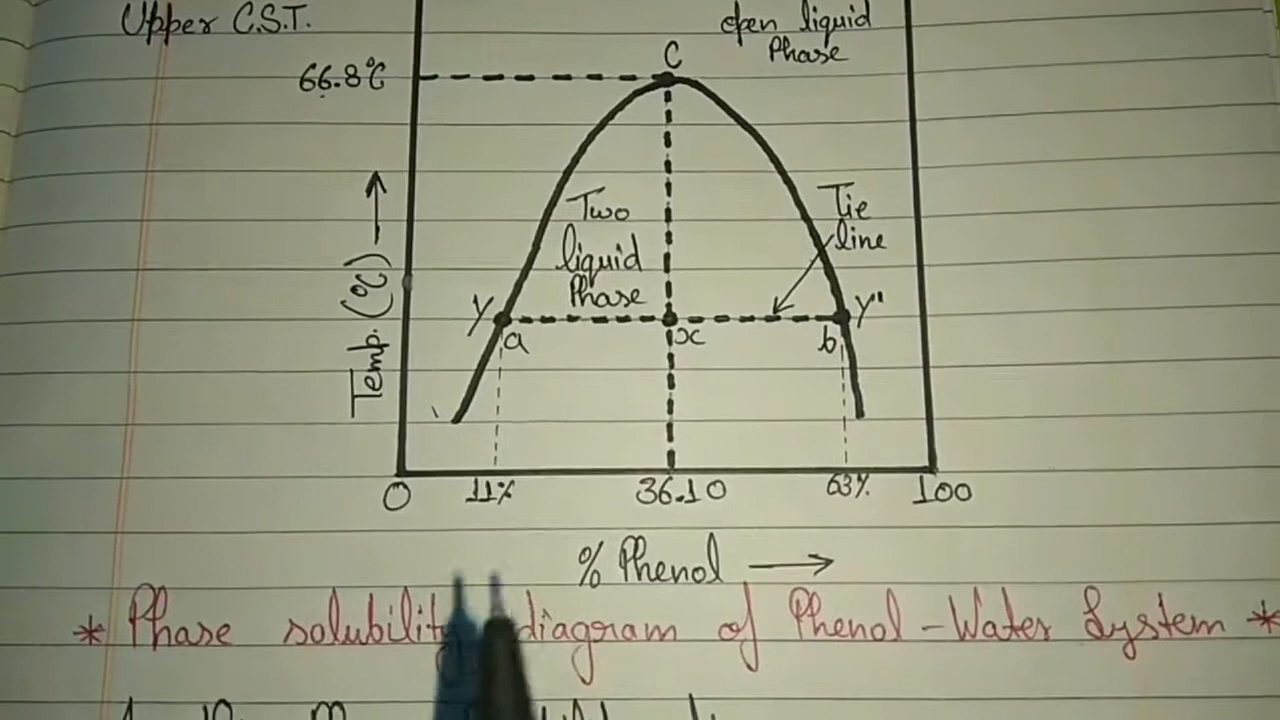 Upper C.S.T.
open liquid
Phase
C
66.8°C
Two
liquid
Phase
Tie
line
Temp. (°C)
Y
Y'
a
x
b
0
11%
36.10
63%
100
% Phenol
* Phase solubility diagram of Phenol-Water System *